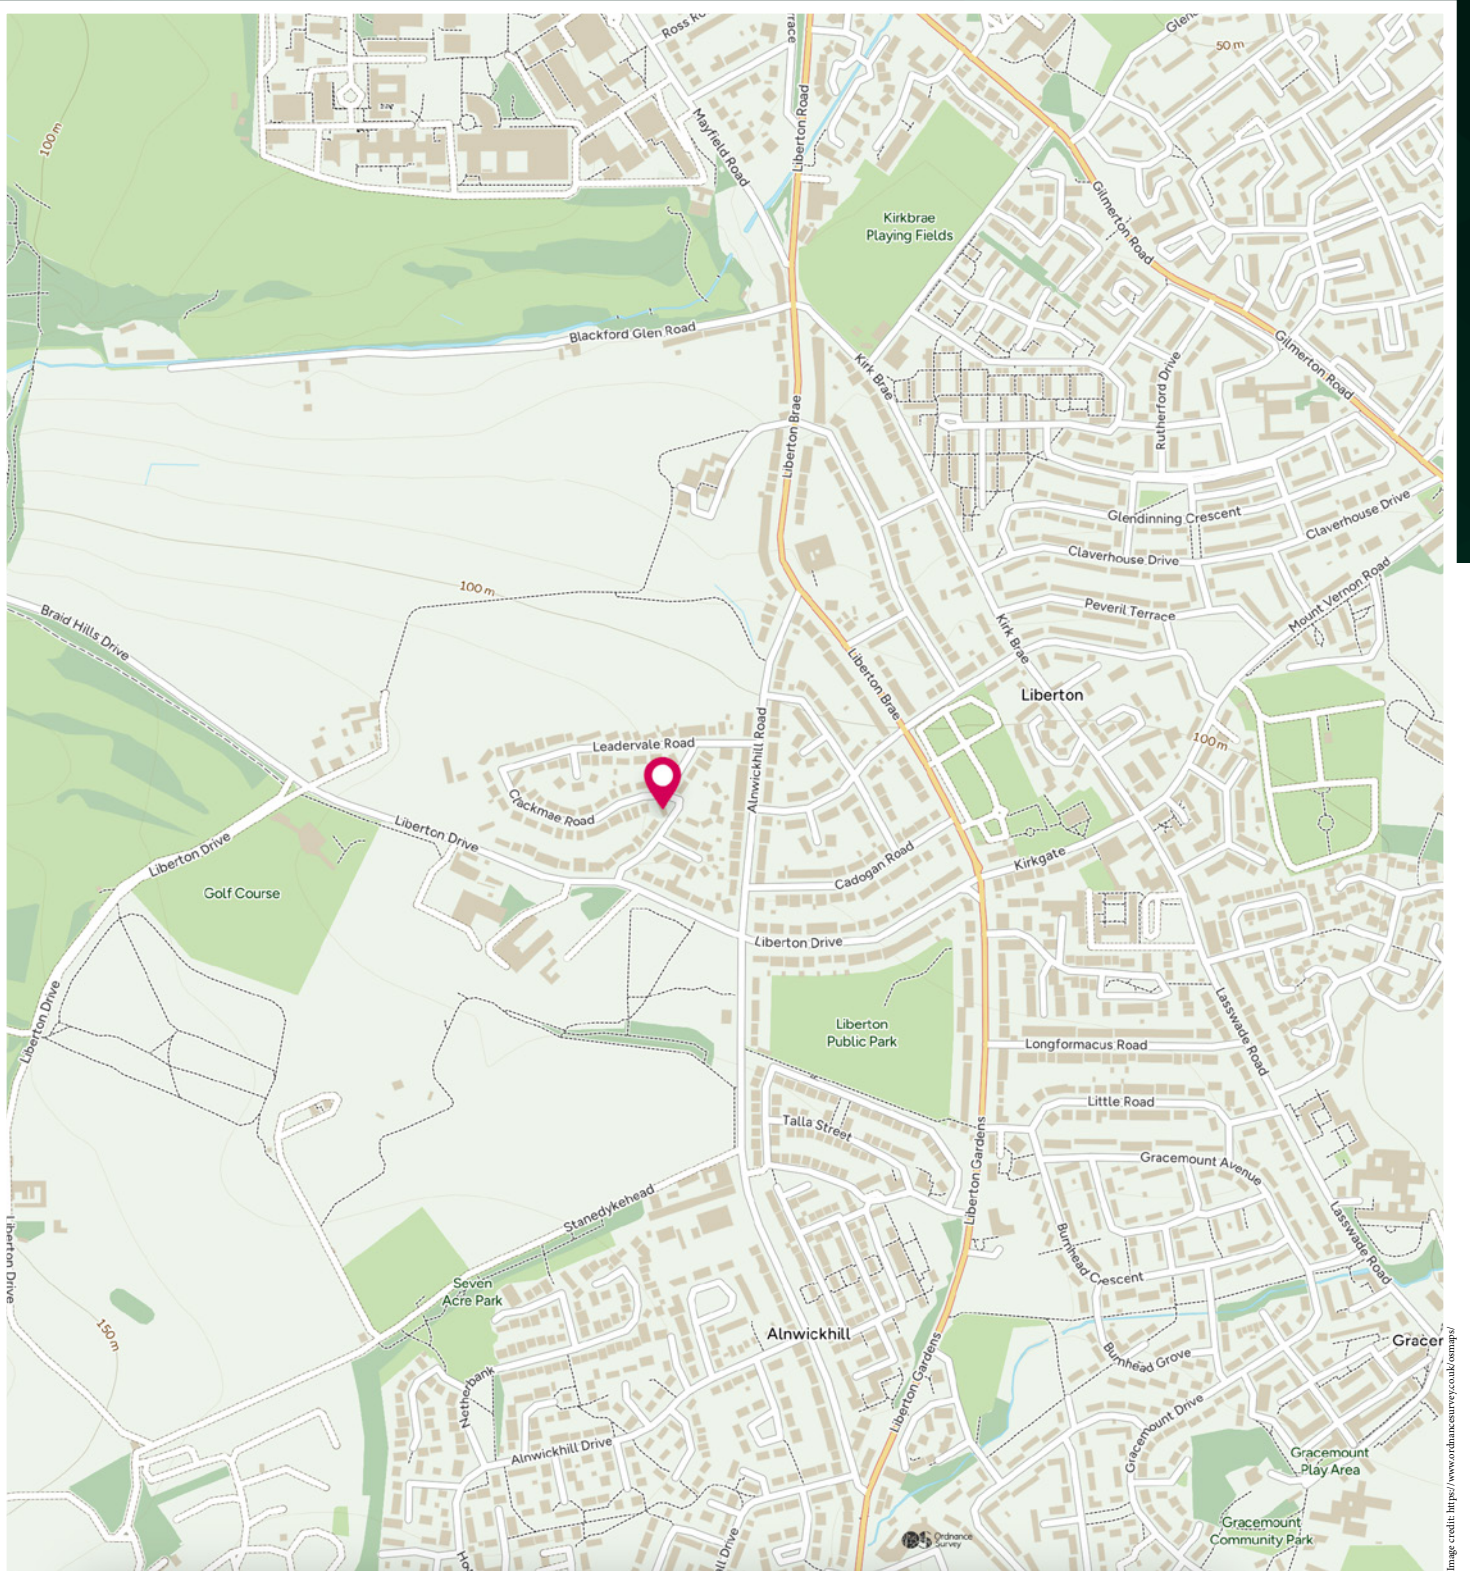 Ross Ro
Glen
50 m
100 m
Mayfield Road
Liberton Road
Kirkbrae
Playing Fields
Gilmerton Road
Blackford Glen Road
Kirk Brae
Gilmerton Road
Rutherford Drive
Liberton Brae
Glendinning Crescent
Claverhouse Drive
Claverhouse Drive
Mount Vernon Road
Peveril Terrace
100 m
Braid Hills Drive
Kirk Brae
Liberton Brae
Liberton
100 m
Leadervale Road
Alnwickhill Road
Crackmae Road
Liberton Drive
Liberton Drive
Cadogan Road
Kirkgate
Golf Course
Liberton Drive
Liberton Drive
Liberton
Public Park
Lasswade Road
Longformacus Road
Little Road
Talla Street
Liberton Gardens
Gracemount Avenue
Stanedykehead
Lasswade Road
Liberton Drive
Burnhead Crescent
Seven
Acre Park
150 m
Alnwickhill
Gracer
Burnhead Grove
Netherbank
Liberton Gardens
Gracemount Drive
Alnwickhill Drive
Gracemount
Play Area
Gracemount
Community Park
Ordnance
Survey
ll Drive
Ho
Image credit: https://www.ordnancesurvey.co.uk/osmaps/